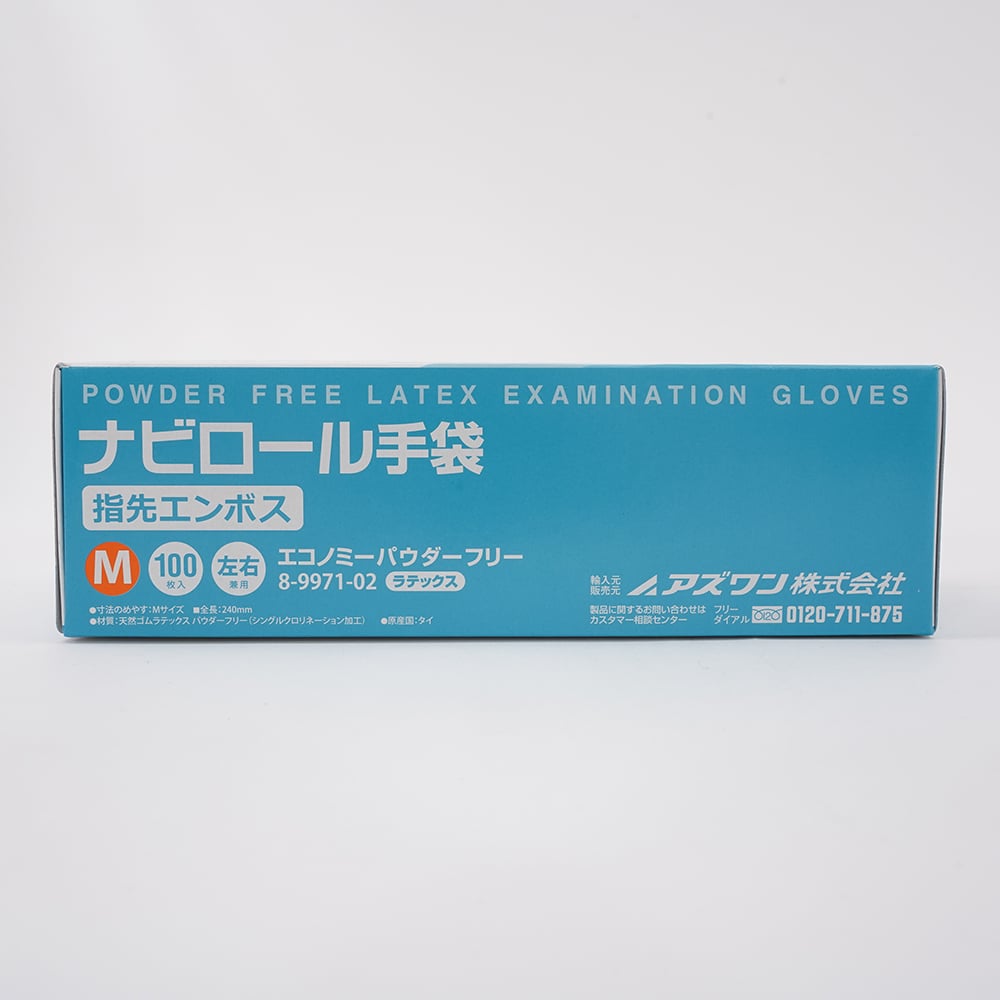 POWDER FREE LATEX EXAMINATION GLOVES
ナビロール手袋
指先エンボス
M
100
枚入
左右
兼用
エコノミーパウダーフリー
8-9971-02 ラテックス
●寸法のめやす:Mサイズ ■全長:240mm
●材質:天然ゴムラテックス パウダーフリー(シングルクロリネーション加工) ●原産国:タイ
輸入元
販売元
アズワン株式会社
製品に関するお問い合わせは
カスタマー相談センター
フリー
ダイアル
0120-711-875